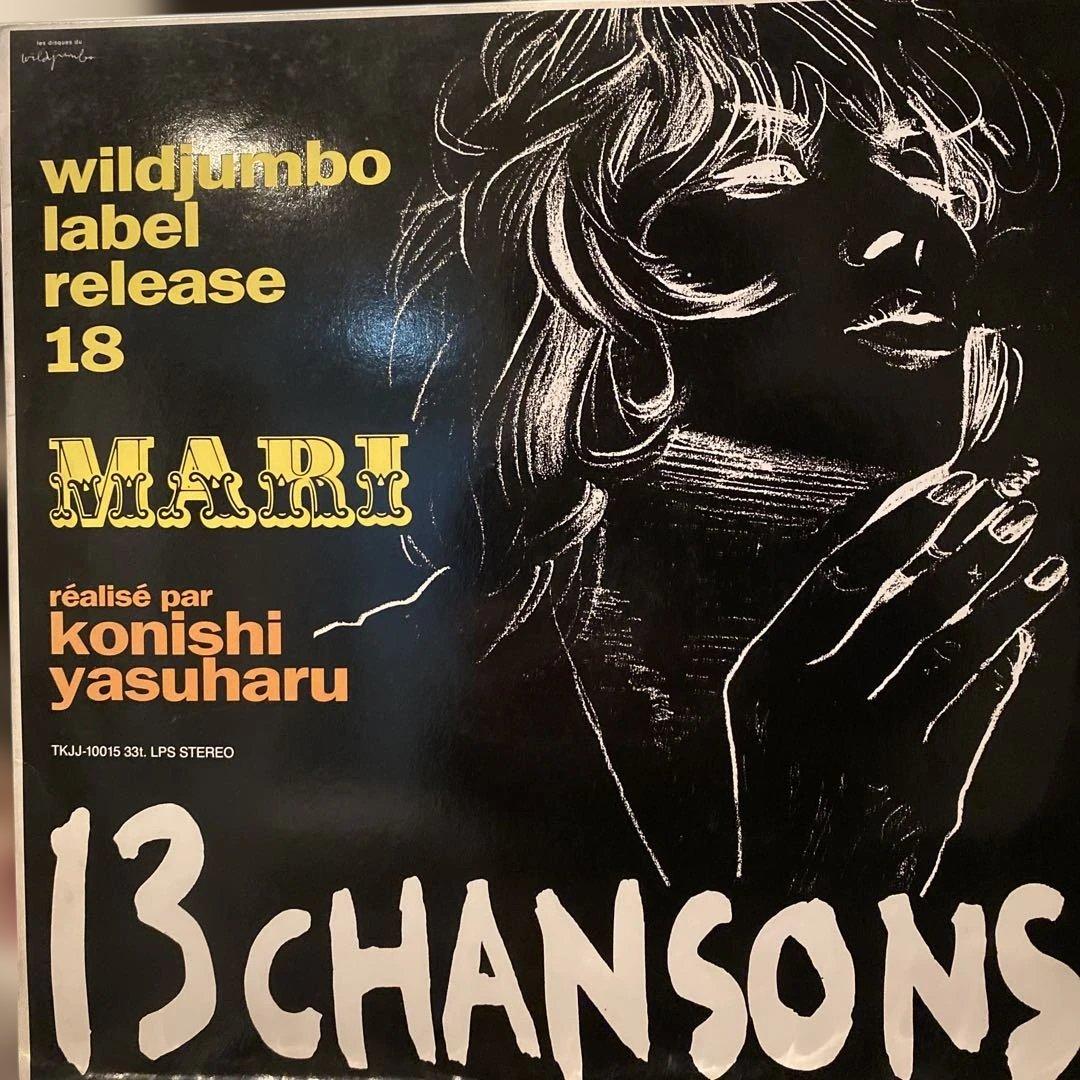 les disques du
wildjumbo
wildjumbo
label
release
18
MARI
réalisé par
konishi
yasuharu
TKJJ-10015 33t. LPS STEREO
13 CHANSONS